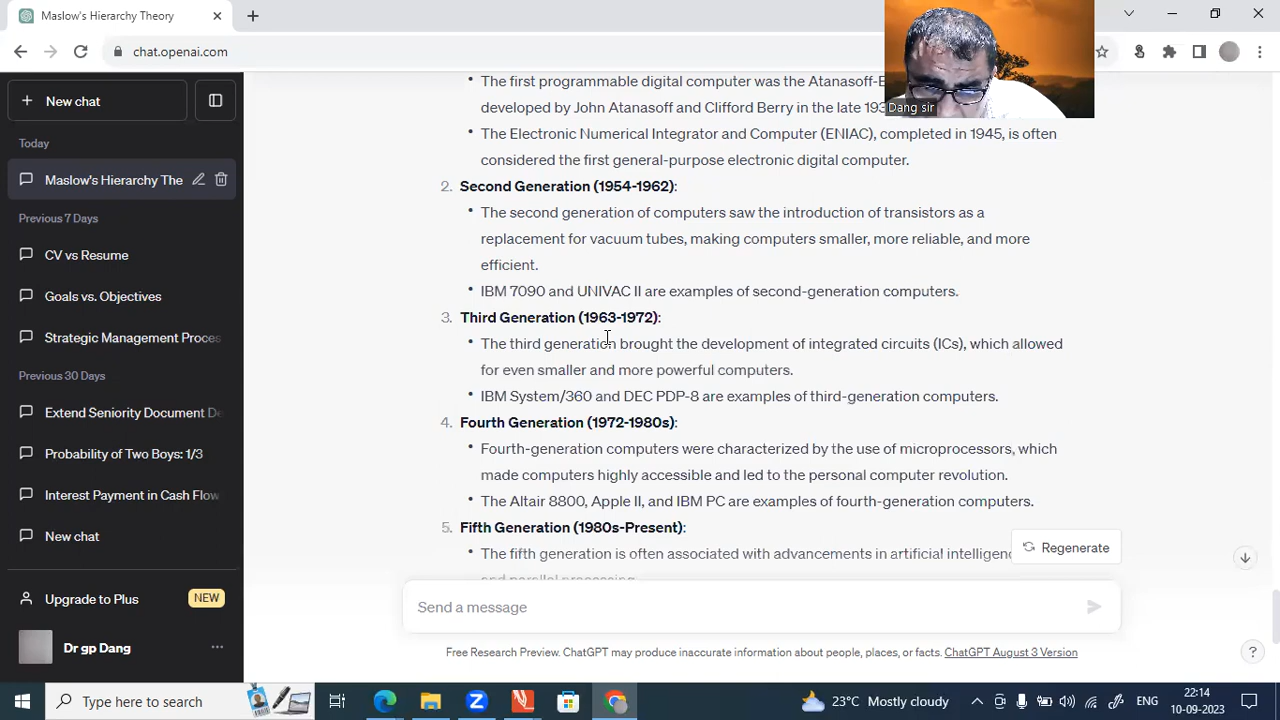 Maslow's Hierarchy Theory
chat.openai.com
New chat
Today
Maslow's Hierarchy The
Previous 7 Days
CV vs Resume
Goals vs. Objectives
Strategic Management Proces
Previous 30 Days
Extend Seniority Document De
Probability of Two Boys: 1/3
Interest Payment in Cash Flow
New chat
Upgrade to Plus NEW
Dr gp Dang
Dang sir
The first programmable digital computer was the Atanasoff-B
developed by John Atanasoff and Clifford Berry in the late 193
The Electronic Numerical Integrator and Computer (ENIAC), completed in 1945, is often
considered the first general-purpose electronic digital computer.
2. Second Generation (1954-1962):
The second generation of computers saw the introduction of transistors as a
replacement for vacuum tubes, making computers smaller, more reliable, and more
efficient.
IBM 7090 and UNIVAC II are examples of second-generation computers.
3. Third Generation (1963-1972):
The third generation brought the development of integrated circuits (ICs), which allowed
for even smaller and more powerful computers.
IBM System/360 and DEC PDP-8 are examples of third-generation computers.
4. Fourth Generation (1972-1980s):
Fourth-generation computers were characterized by the use of microprocessors, which
made computers highly accessible and led to the personal computer revolution.
The Altair 8800, Apple II, and IBM PC are examples of fourth-generation computers.
5. Fifth Generation (1980s-Present):
The fifth generation is often associated with advancements in artificial intelligenc
and parallel processing.
Regenerate
Send a message
Free Research Preview. ChatGPT may produce inaccurate information about people, places, or facts. ChatGPT August 3 Version
?
Type here to search
23°C Mostly cloudy
ENG
22:14
10-09-2023